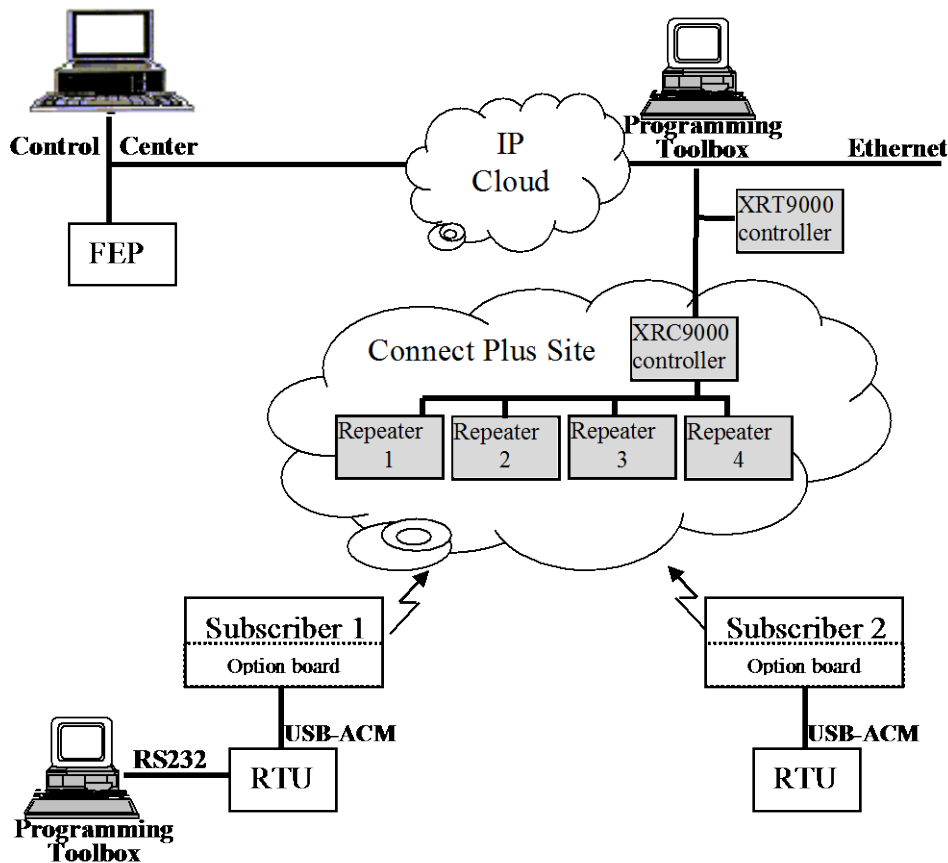 Control Center
IP
Cloud
Programming
Toolbox
Ethernet
FEP
XRT9000
controller
Connect Plus Site
XRC9000
controller
Repeater
1
Repeater
2
Repeater
3
Repeater
4
Subscriber 1
Option board
Subscriber 2
Option board
USB-ACM
USB-ACM
RS232
RTU
RTU
Programming
Toolbox